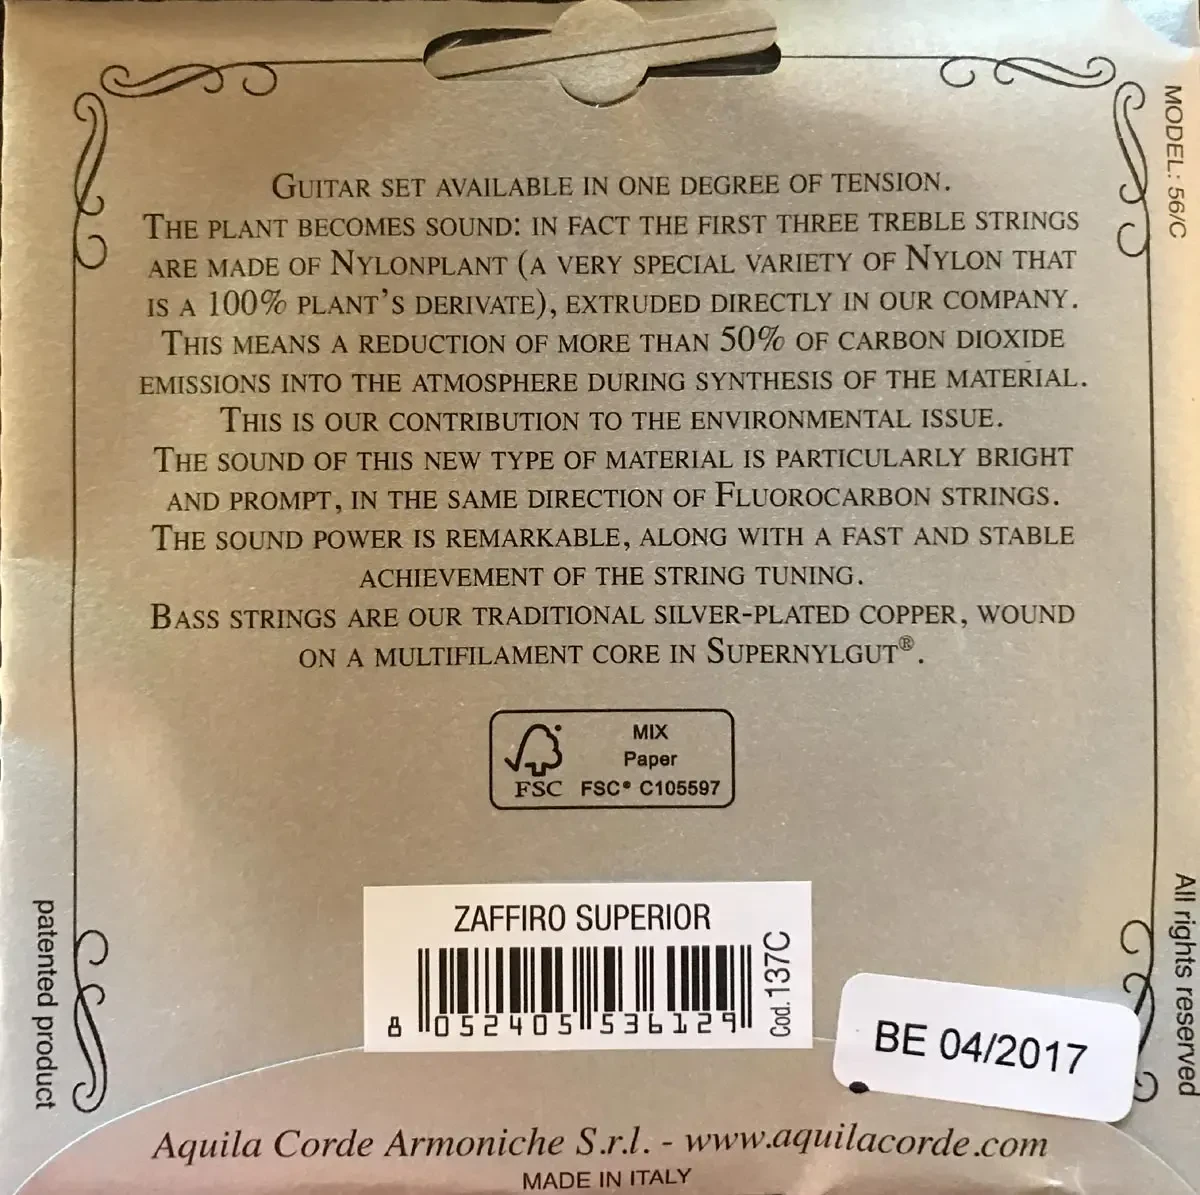 Guitar set available in one degree of tension.
The plant becomes sound: in fact the first three treble strings
are made of Nylonplant (a very special variety of Nylon that
is a 100% plant's derivate), extruded directly in our company.
This means a reduction of more than 50% of carbon dioxide
emissions into the atmosphere during synthesis of the material.
This is our contribution to the environmental issue.
The sound of this new type of material is particularly bright
and prompt, in the same direction of Fluorocarbon strings.
The sound power is remarkable, along with a fast and stable
achievement of the string tuning.
Bass strings are our traditional silver-plated copper, wound
on a multifilament core in Supernylgut®.
MIX
Paper
FSC FSC® C105597
ZAFFIRO SUPERIOR
8 052405 536129
Cod. 137C
BE 04/2017
Aquila Corde Armoniche S.r.l. - www.aquilacorde.com
MADE IN ITALY
patented product
MODEL: 56/C
All rights reserved